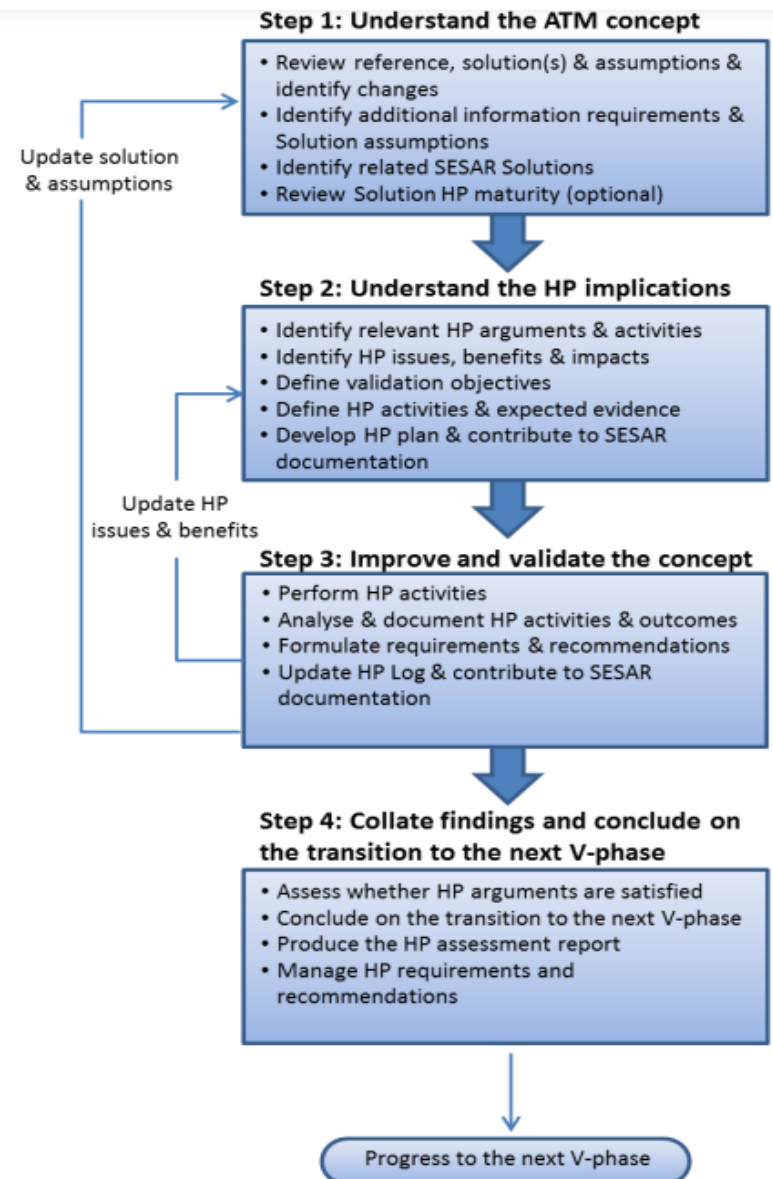 Step 1: Understand the ATM concept
• Review reference, solution(s) & assumptions &
identify changes
• Identify additional information requirements &
Solution assumptions
• Identify related SESAR Solutions
• Review Solution HP maturity (optional)
Update solution
& assumptions
Step 2: Understand the HP implications
• Identify relevant HP arguments & activities
• Identify HP issues, benefits & impacts
• Define validation objectives
• Define HP activities & expected evidence
• Develop HP plan & contribute to SESAR
documentation
Update HP
issues & benefits
Step 3: Improve and validate the concept
• Perform HP activities
• Analyse & document HP activities & outcomes
• Formulate requirements & recommendations
• Update HP Log & contribute to SESAR
documentation
Step 4: Collate findings and conclude on
the transition to the next V-phase
• Assess whether HP arguments are satisfied
• Conclude on the transition to the next V-phase
• Produce the HP assessment report
• Manage HP requirements and
recommendations
Progress to the next V-phase